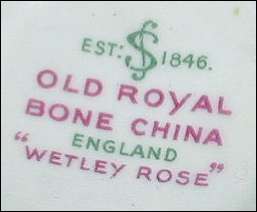 EST: S 1846.
OLD ROYAL
BONE CHINA
ENGLAND
"WETLEY ROSE"